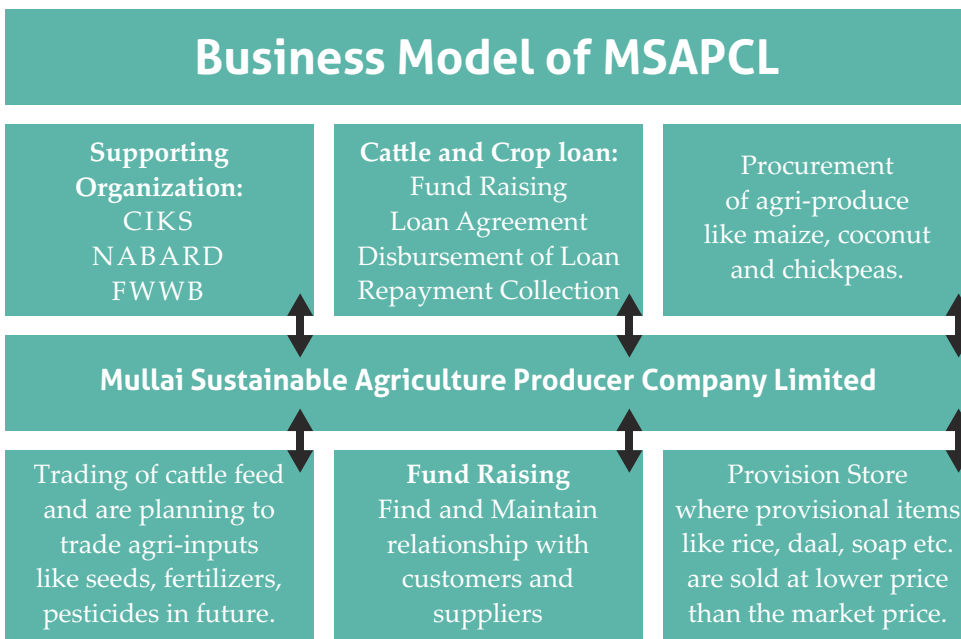 Business Model of MSAPCL
Supporting
Organization:
CIKS
NABARD
FWWB
Cattle and Crop loan:
Fund Raising
Loan Agreement
Disbursement of Loan
Repayment Collection
Procurement
of agri-produce
like maize, coconut
and chickpeas.
Mullai Sustainable Agriculture Producer Company Limited
Trading of cattle feed
and are planning to
trade agri-inputs
like seeds, fertilizers,
pesticides in future.
Fund Raising
Find and Maintain
relationship with
customers and
suppliers
Provision Store
where provisional items
like rice, daal, soap etc.
are sold at lower price
than the market price.